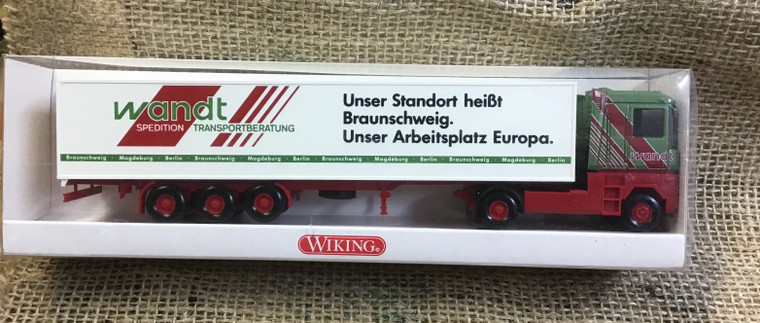 wandt
SPEDITION TRANSPORTBERATUNG
Unser Standort heißt
Braunschweig.
Unser Arbeitsplatz Europa.
Braunschweig · Magdeburg · Berlin · Braunschweig · Magdeburg · Berlin · Braunschweig · Magdeburg · Berlin · Braunschweig · Magdeburg · Berlin
wandt
WIKING®